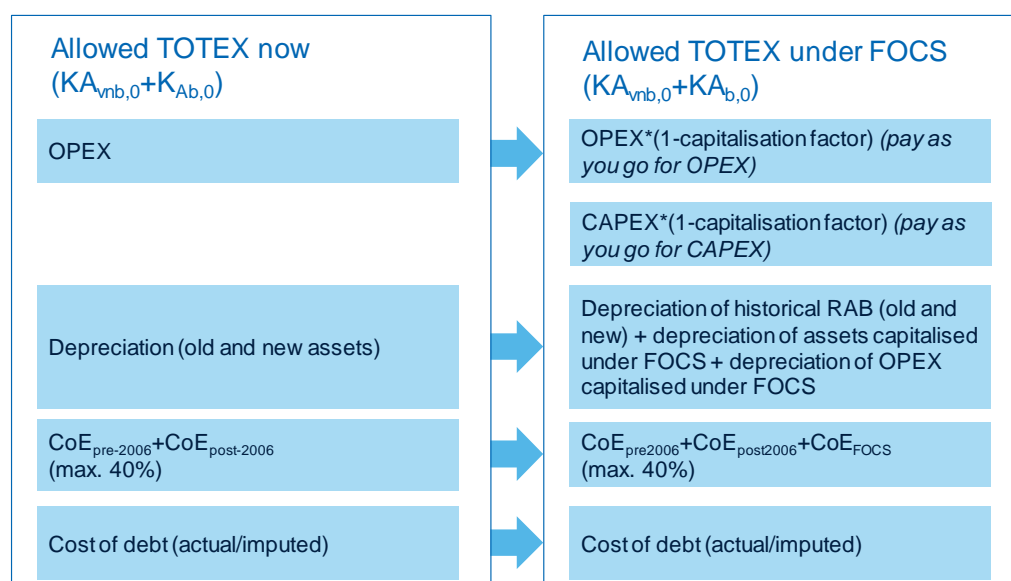 Allowed TOTEX now
(KAvnb,0+KAb,0)
OPEX
Depreciation (old and new assets)
CoEpre-2006+CoEpost-2006
(max. 40%)
Cost of debt (actual/imputed)
Allowed TOTEX under FOCS
(KAvnb,0+KAb,0)
OPEX*(1-capitalisation factor) (pay as
you go for OPEX)
CAPEX*(1-capitalisation factor) (pay as
you go for CAPEX)
Depreciation of historical RAB (old and
new) + depreciation of assets capitalised
under FOCS + depreciation of OPEX
capitalised under FOCS
CoEpre2006+CoEpost2006+CoEFOCS
(max. 40%)
Cost of debt (actual/imputed)